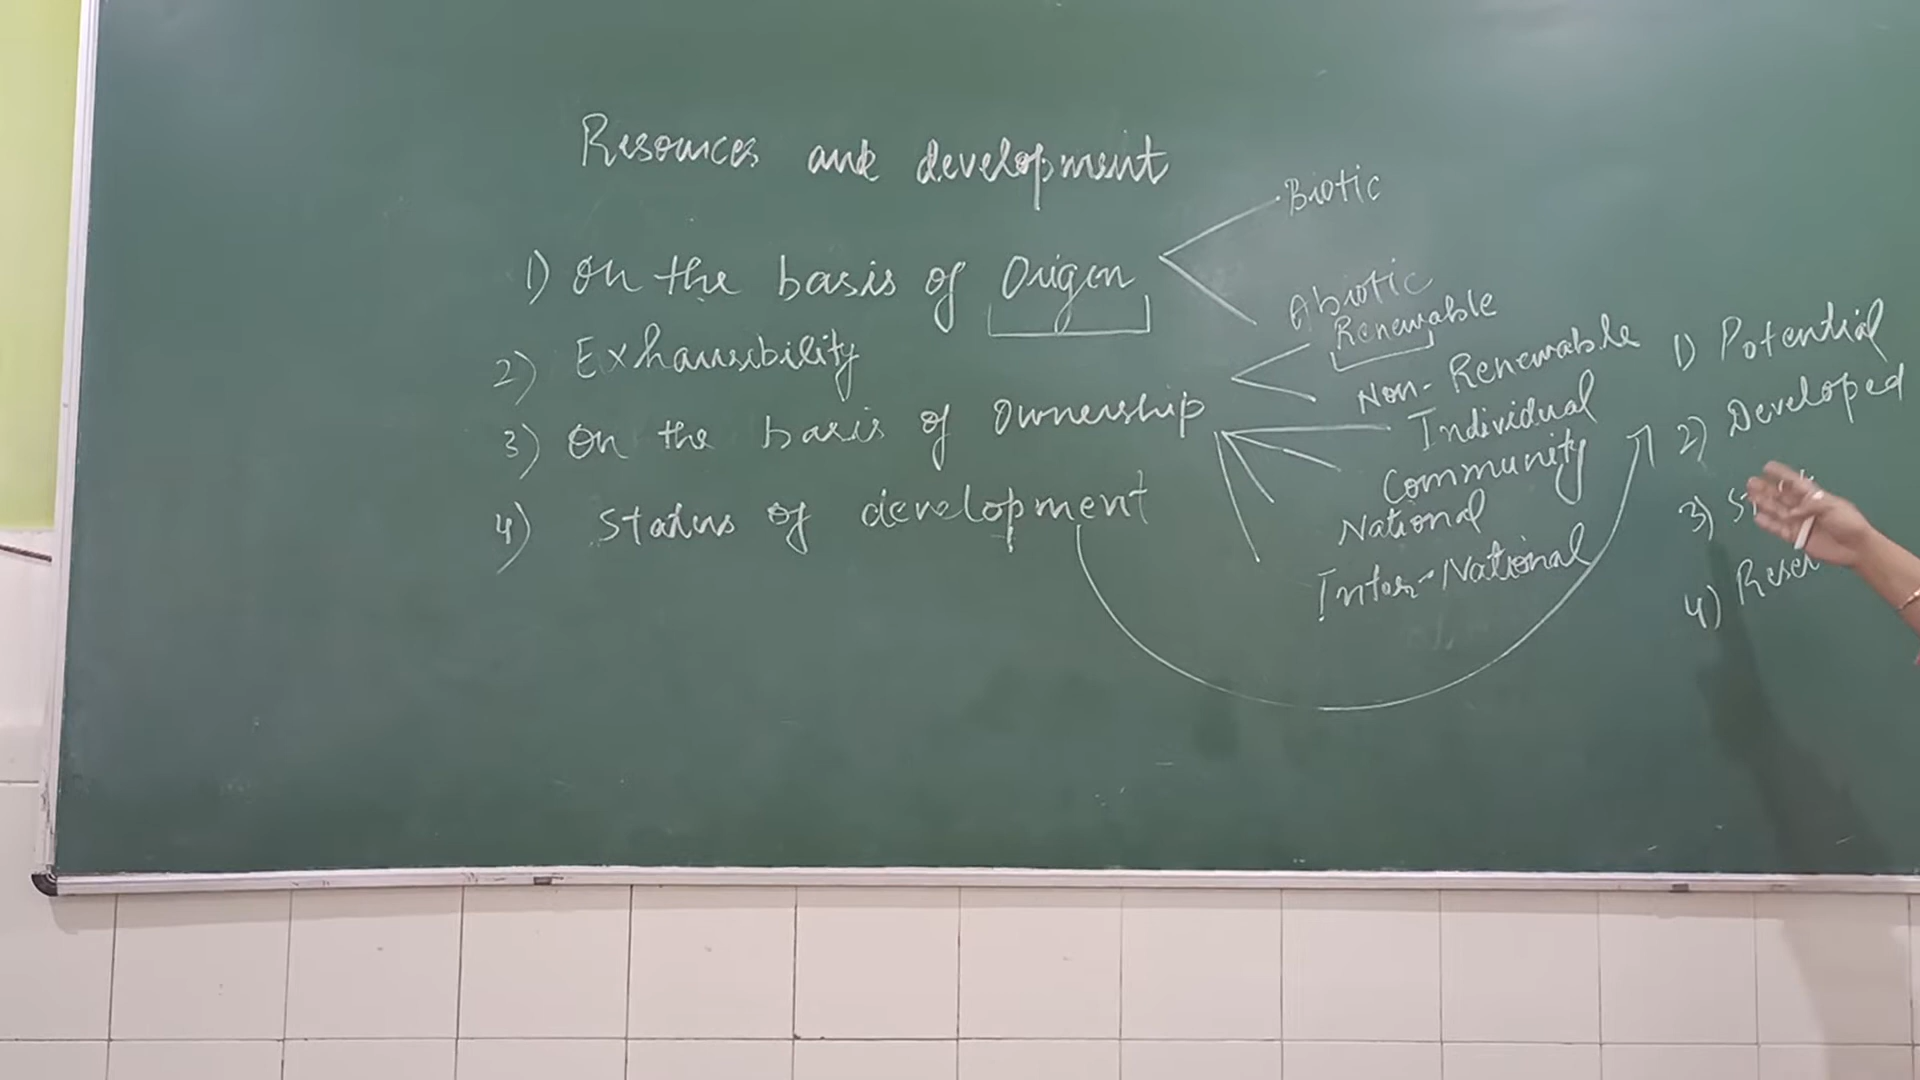 Resources and development
1) on the basis of Origen
Biotic
Abiotic
2) Exhausibility
Renewable
Non-Renewable
3) on the basis of ownership
Individual
Community
National
Inter-National
4) Status of development
1) Potential
2) Developed
3)
4)